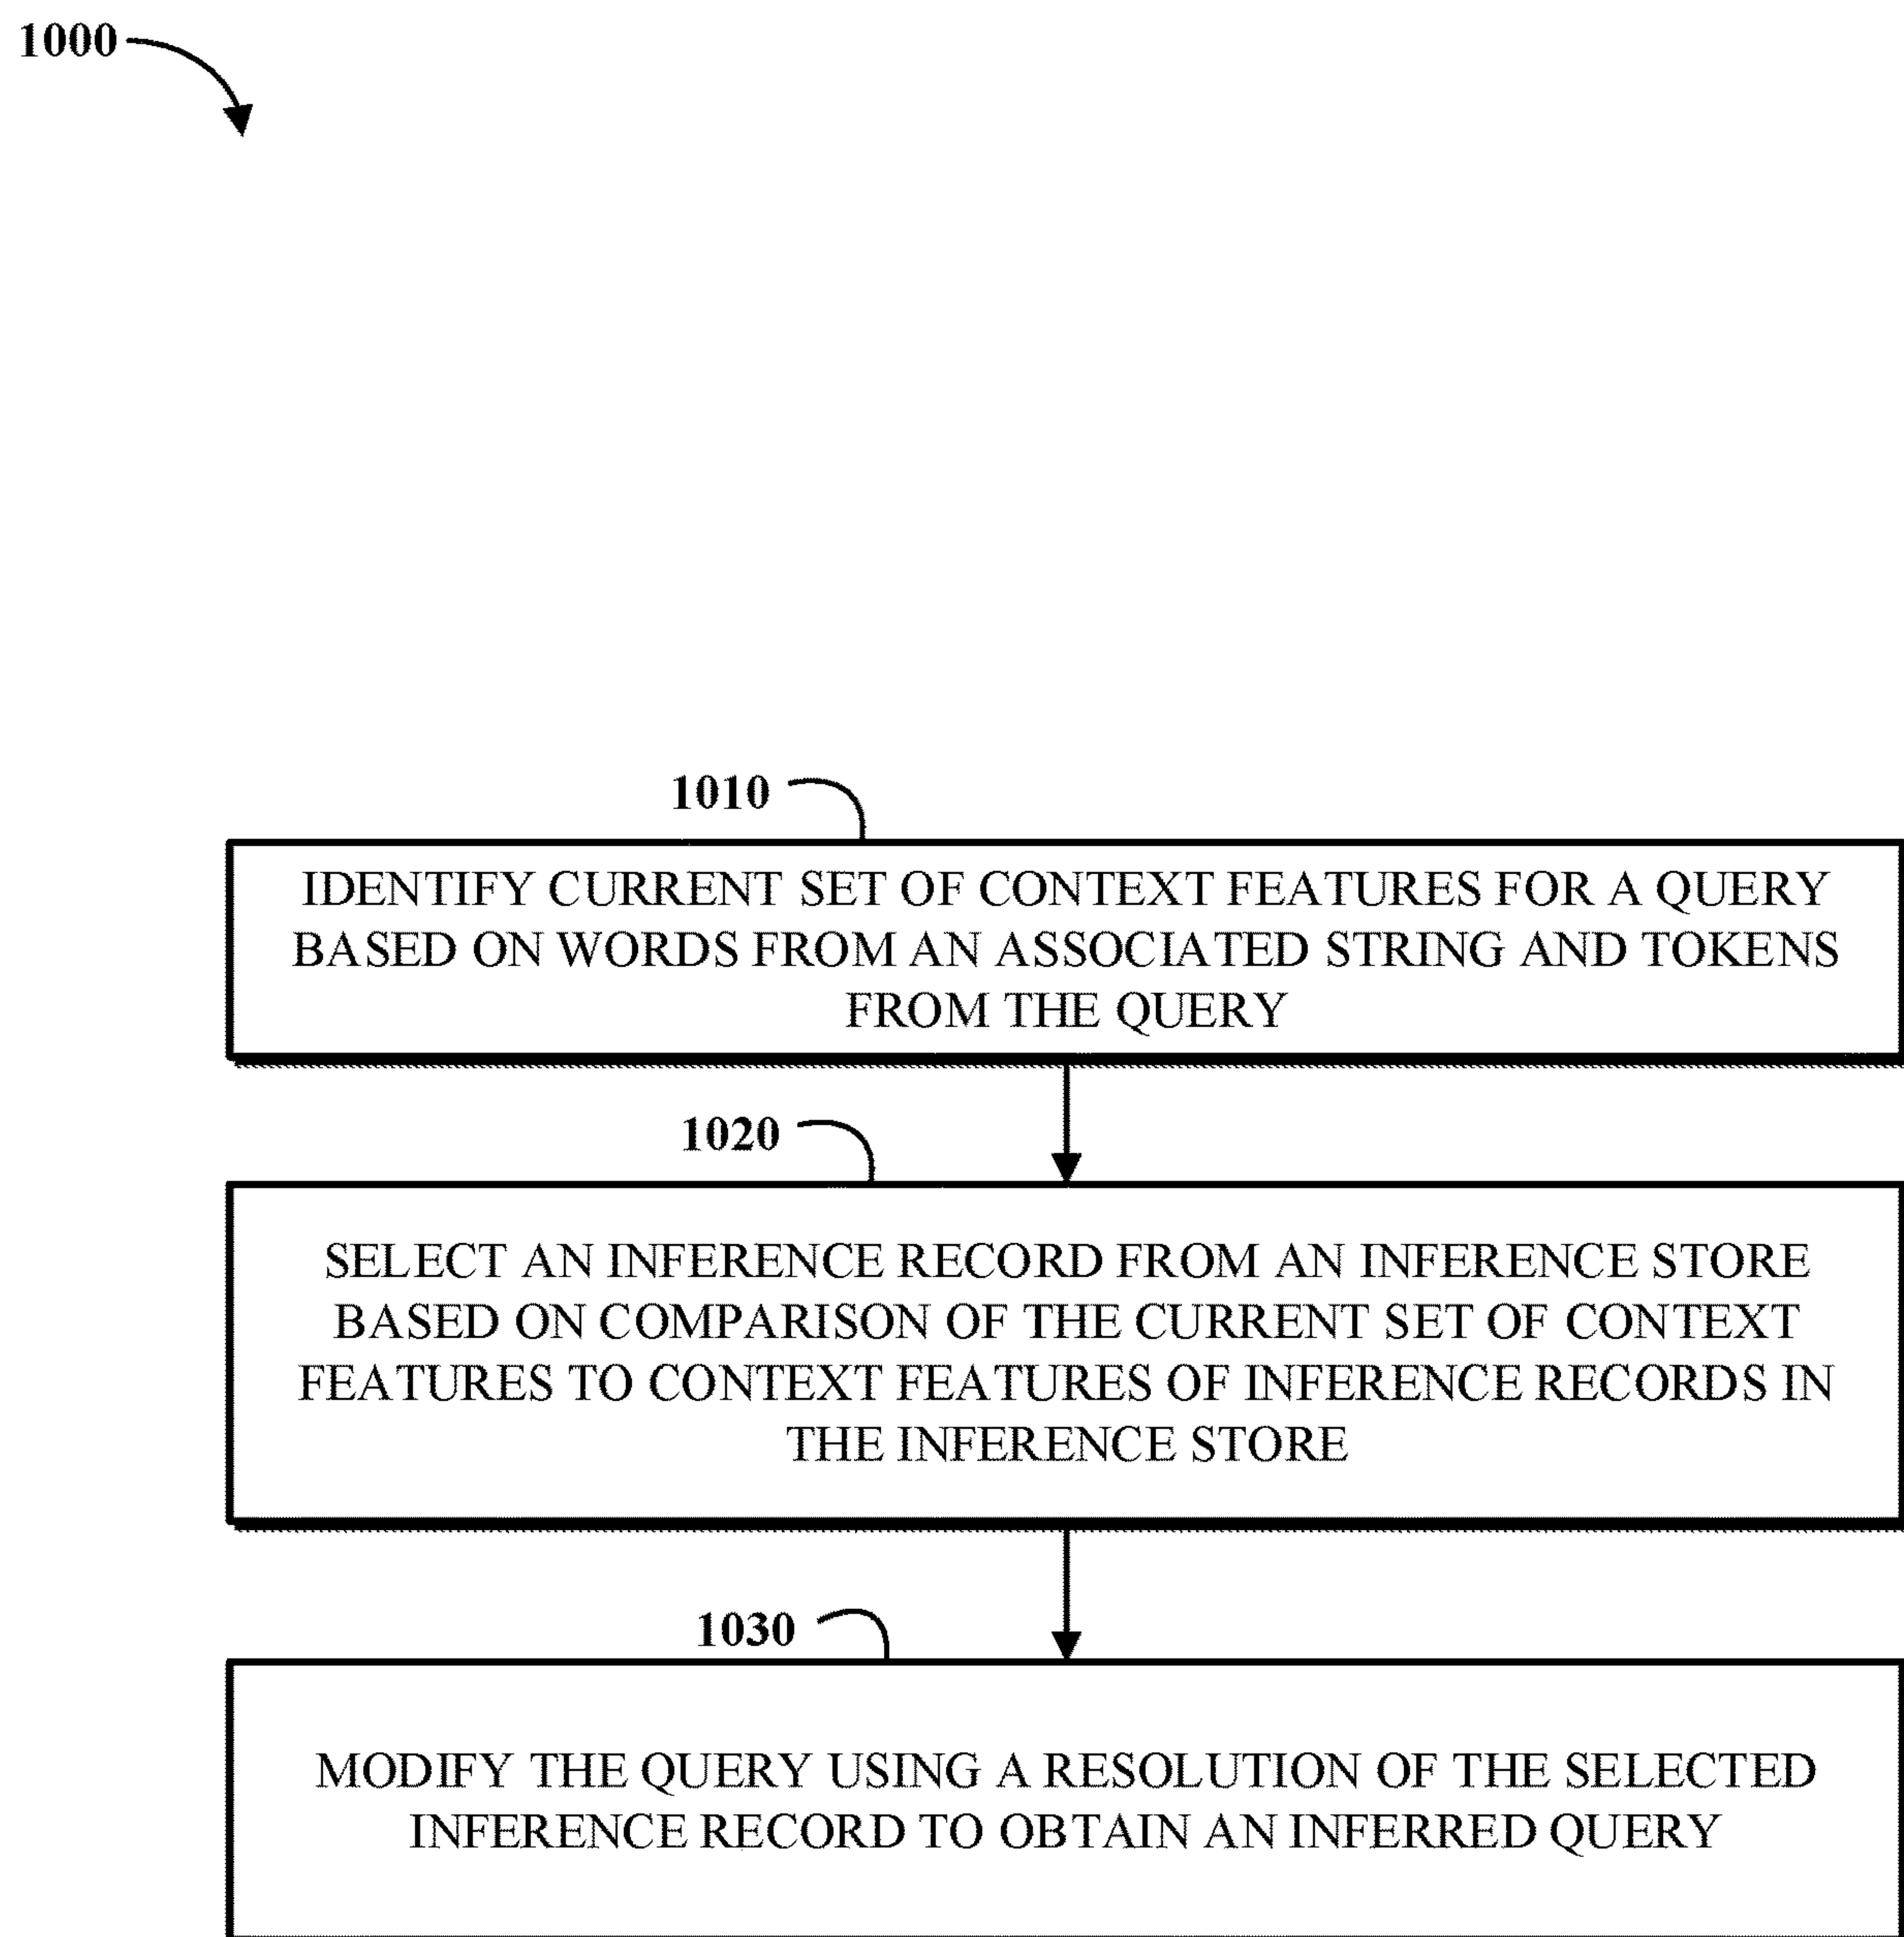 1000
1010
IDENTIFY CURRENT SET OF CONTEXT FEATURES FOR A QUERY
BASED ON WORDS FROM AN ASSOCIATED STRING AND TOKENS
FROM THE QUERY
1020
SELECT AN INFERENCE RECORD FROM AN INFERENCE STORE
BASED ON COMPARISON OF THE CURRENT SET OF CONTEXT
FEATURES TO CONTEXT FEATURES OF INFERENCE RECORDS IN
THE INFERENCE STORE
1030
MODIFY THE QUERY USING A RESOLUTION OF THE SELECTED
INFERENCE RECORD TO OBTAIN AN INFERRED QUERY